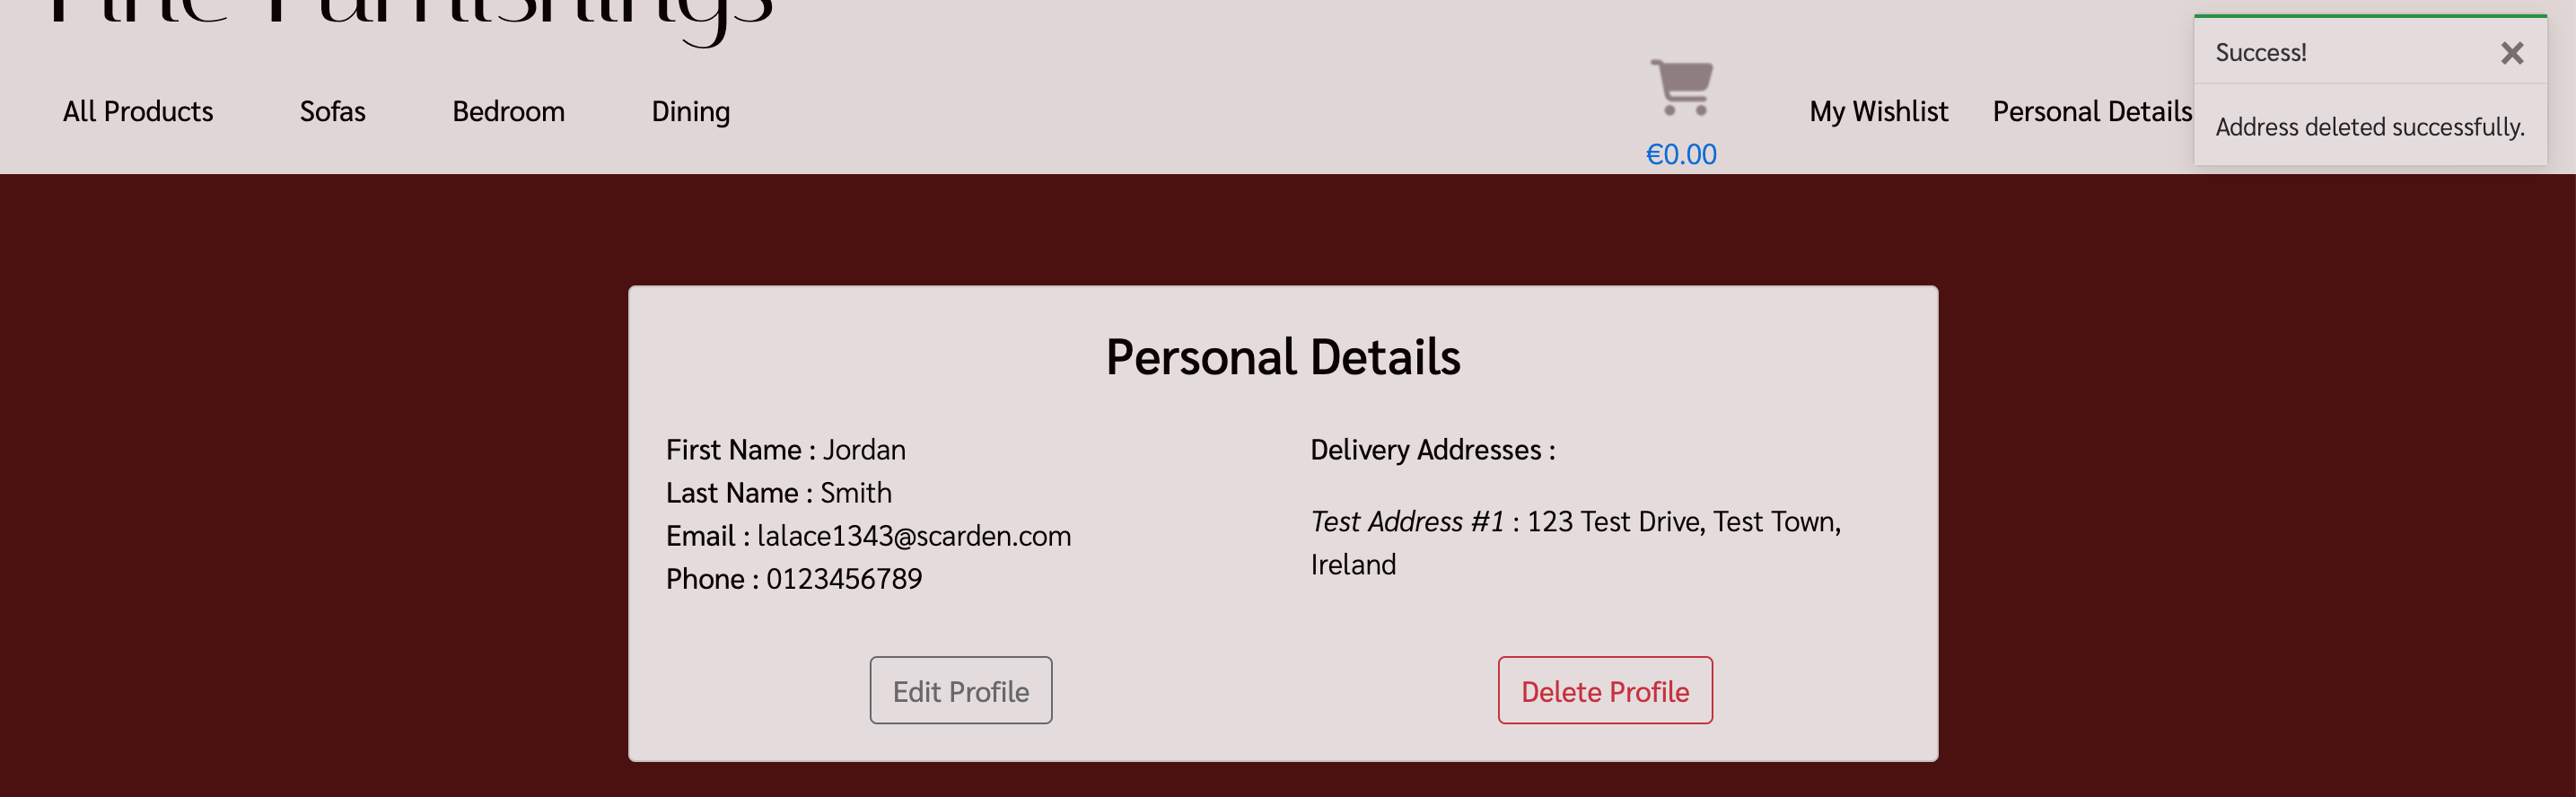 Fine Furnishings
All Products
Sofas
Bedroom
Dining
€0.00
My Wishlist
Personal Details
Success!
Address deleted successfully.
Personal Details
First Name : Jordan
Last Name : Smith
Email : lalace1343@scarden.com
Phone : 0123456789
Delivery Addresses :
Test Address #1 : 123 Test Drive, Test Town,
Ireland
Edit Profile
Delete Profile